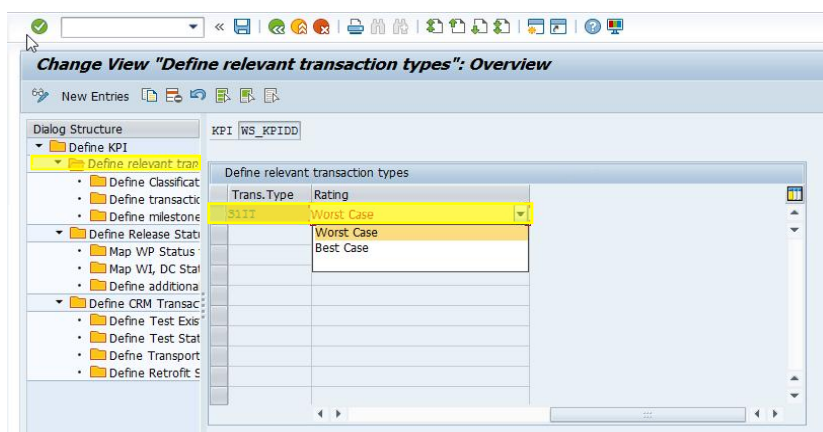 Change View "Define relevant transaction types": Overview
New Entries
Dialog Structure
Define KPI
Define relevant tran
Define Classificat
Define transactic
Define milestone
Define Release Stat
Map WP Status
Map WI, DC Stat
Define additiona
Define CRM Transac
Define Test Exis
Define Test Stat
Defne Transport
Define Retrofit S
KPI WS_KPIDD
Define relevant transaction types
Trans.Type Rating
S1IT Worst Case
Worst Case
Best Case